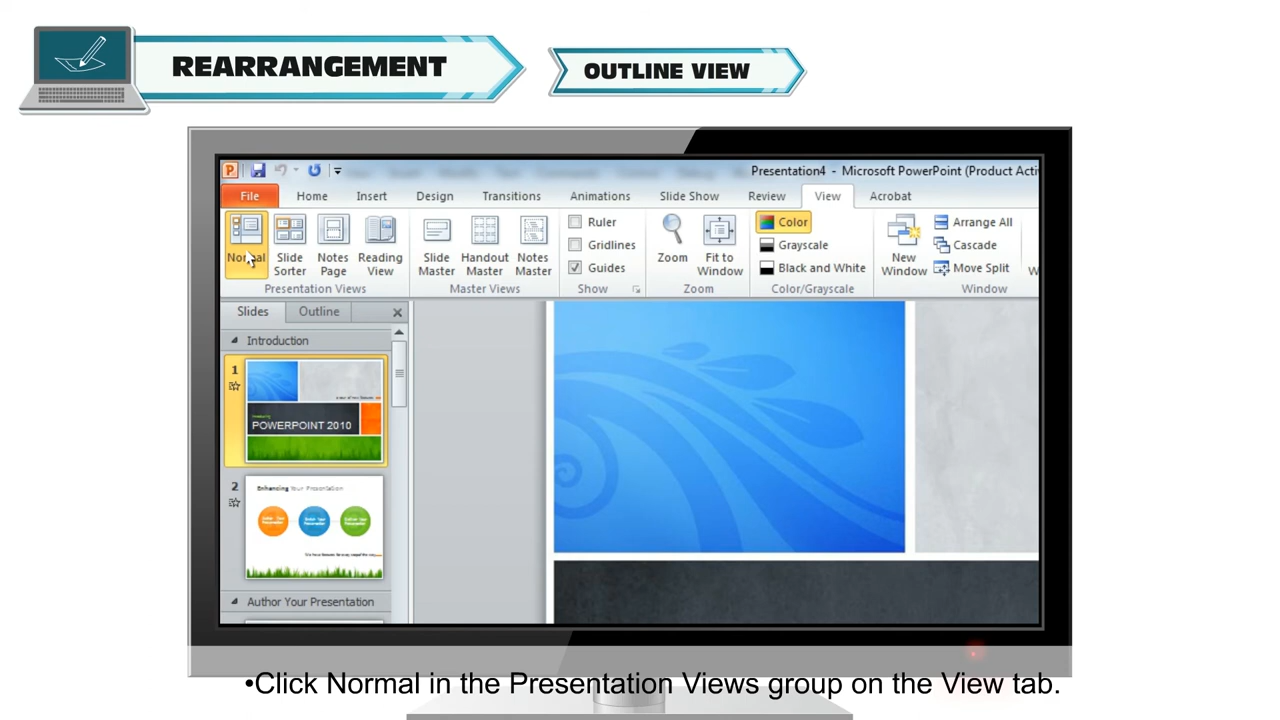 REARRANGEMENT
OUTLINE VIEW
Presentation4 - Microsoft PowerPoint (Product Acti
File Home Insert Design Transitions Animations Slide Show Review View Acrobat
Normal Slide Sorter Notes Page Reading View
Presentation Views
Slide Master Handout Master Notes Master
Master Views
Ruler
Gridlines
Guides
Show
Zoom Fit to Window
Zoom
Color
Grayscale
Black and White
Color/Grayscale
New Window
Arrange All
Cascade
Move Split
Window
W
Slides Outline
Introduction
1
POWERPOINT 2010
2
Enhancing Your Presentation
Author Your Presentation
•Click Normal in the Presentation Views group on the View tab.